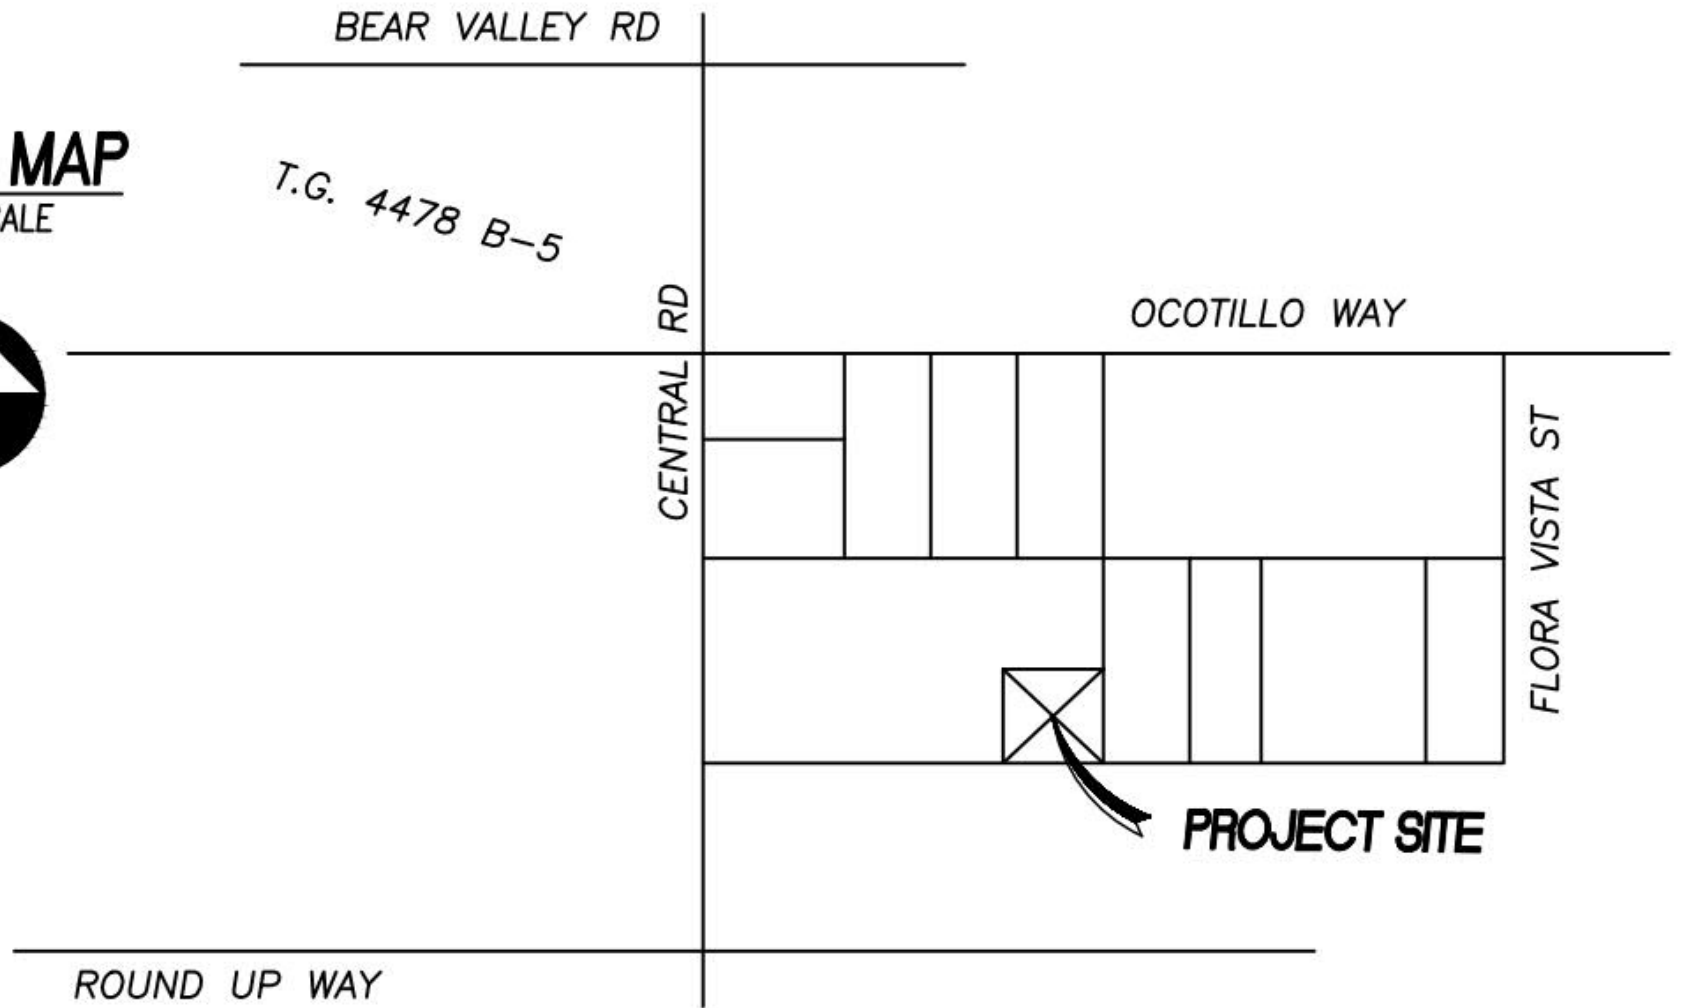 BEAR VALLEY RD
MAP
ALE
T.G. 4478 B-5
CENTRAL RD
OCOTILLO WAY
FLORA VISTA ST
PROJECT SITE
ROUND UP WAY